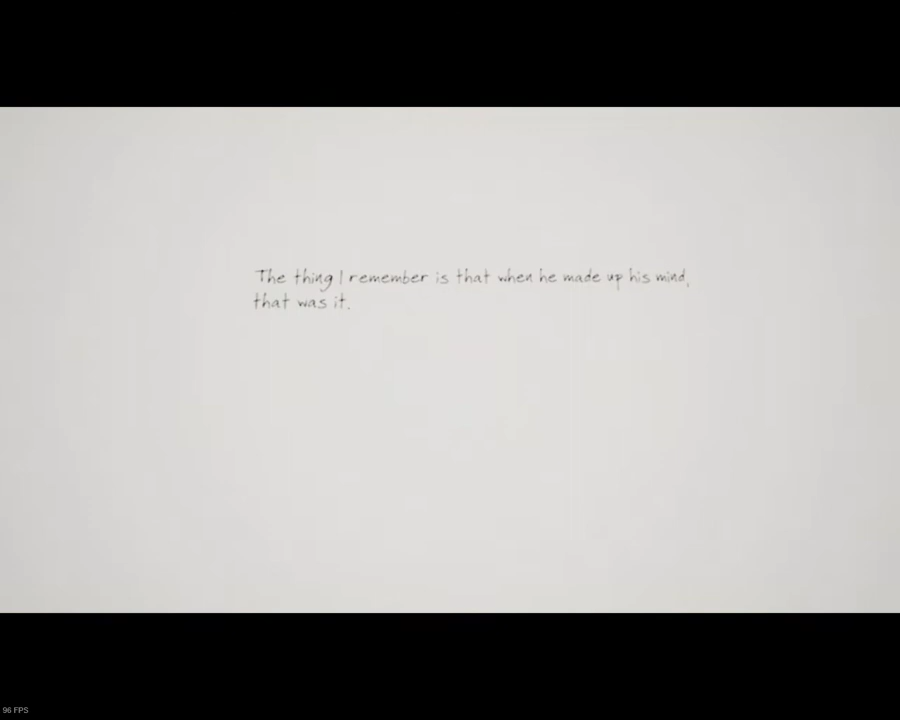 The thing I remember is that when he made up his mind,
that was it.
96 FPS